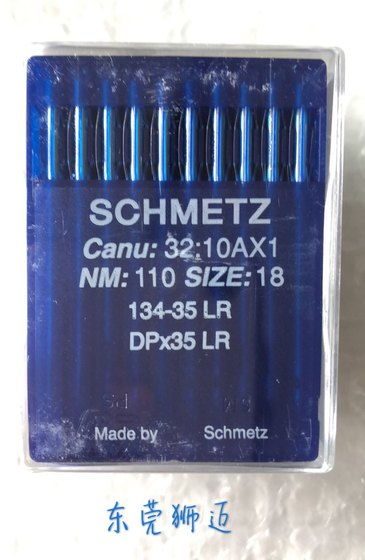 SCHMETZ
Canu: 32:10AX1
NM: 110 SIZE: 18
134-35 LR
DPx35 LR
Made by Schmetz
东莞狮迈